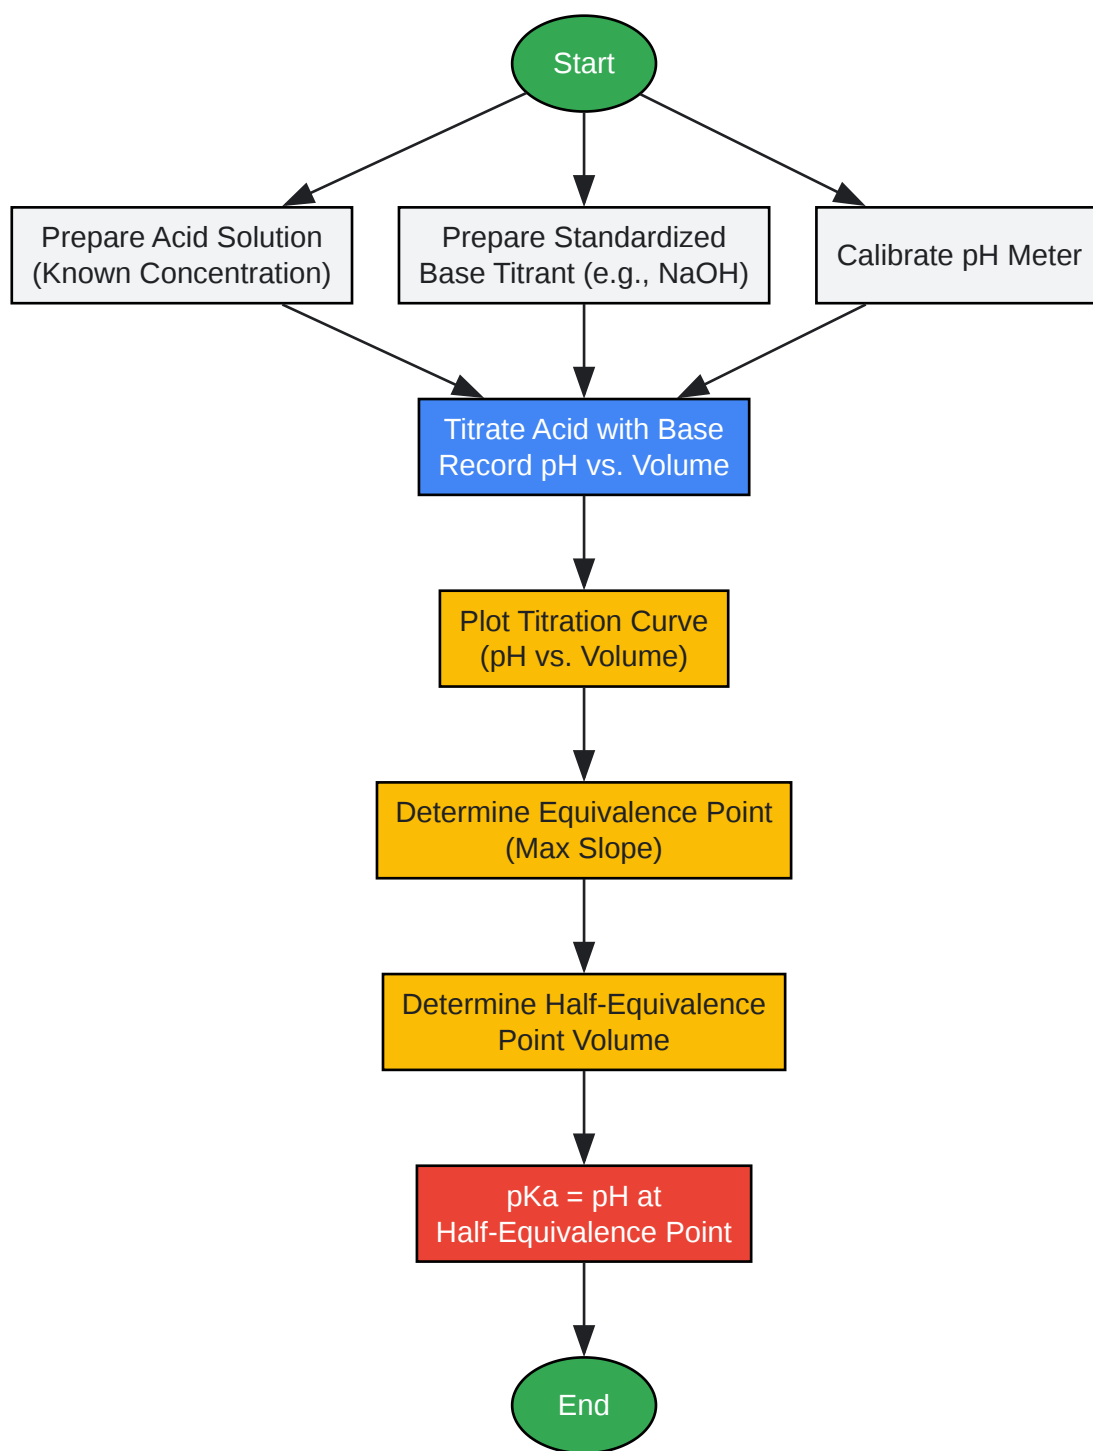 Start
Prepare Acid Solution
(Known Concentration)
Prepare Standardized
Base Titrant (e.g., NaOH)
Calibrate pH Meter
Titrate Acid with Base
Record pH vs. Volume
Plot Titration Curve
(pH vs. Volume)
Determine Equivalence Point
(Max Slope)
Determine Half-Equivalence
Point Volume
pKa = pH at
Half-Equivalence Point
End